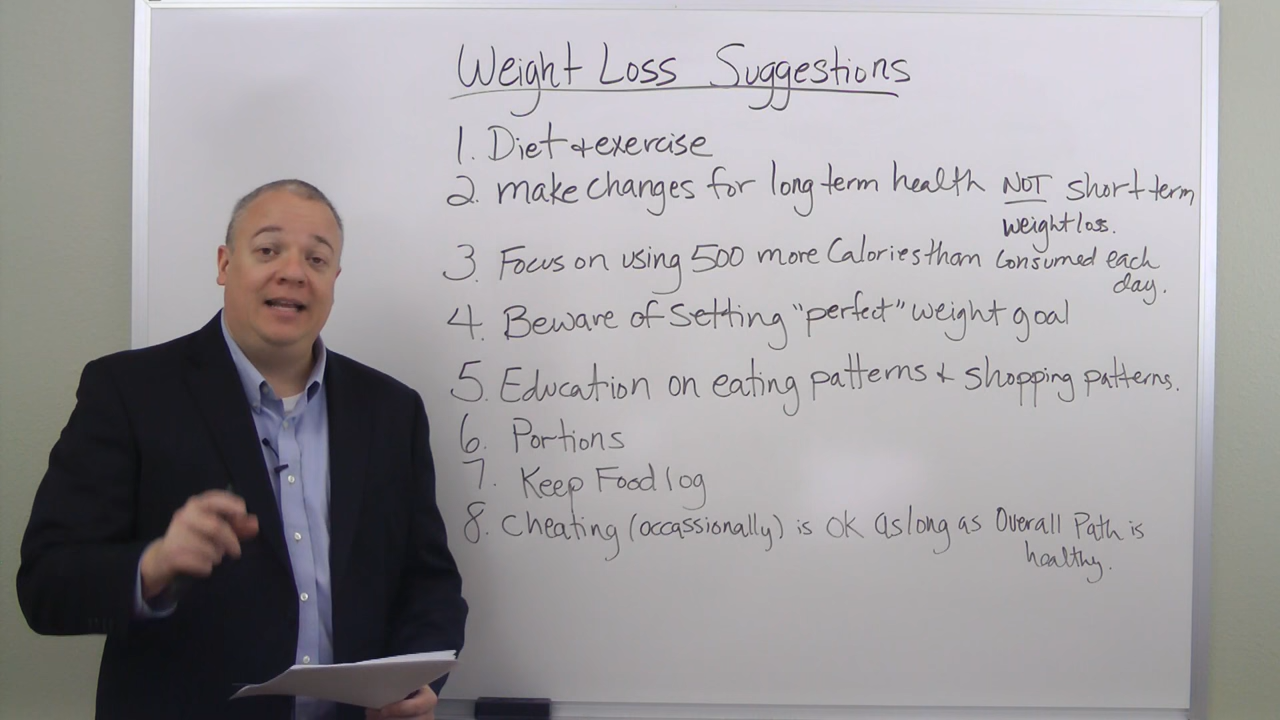 Weight Loss Suggestions
1. Diet & exercise
2. make changes for long term health NOT short term
weight loss.
3. Focus on using 500 more Calories than consumed each
day.
4. Beware of Setting "perfect" weight goal
5. Education on eating patterns & shopping patterns.
6. Portions
7. Keep Food log
8. Cheating (occassionally) is OK as long as Overall Path is
healthy.